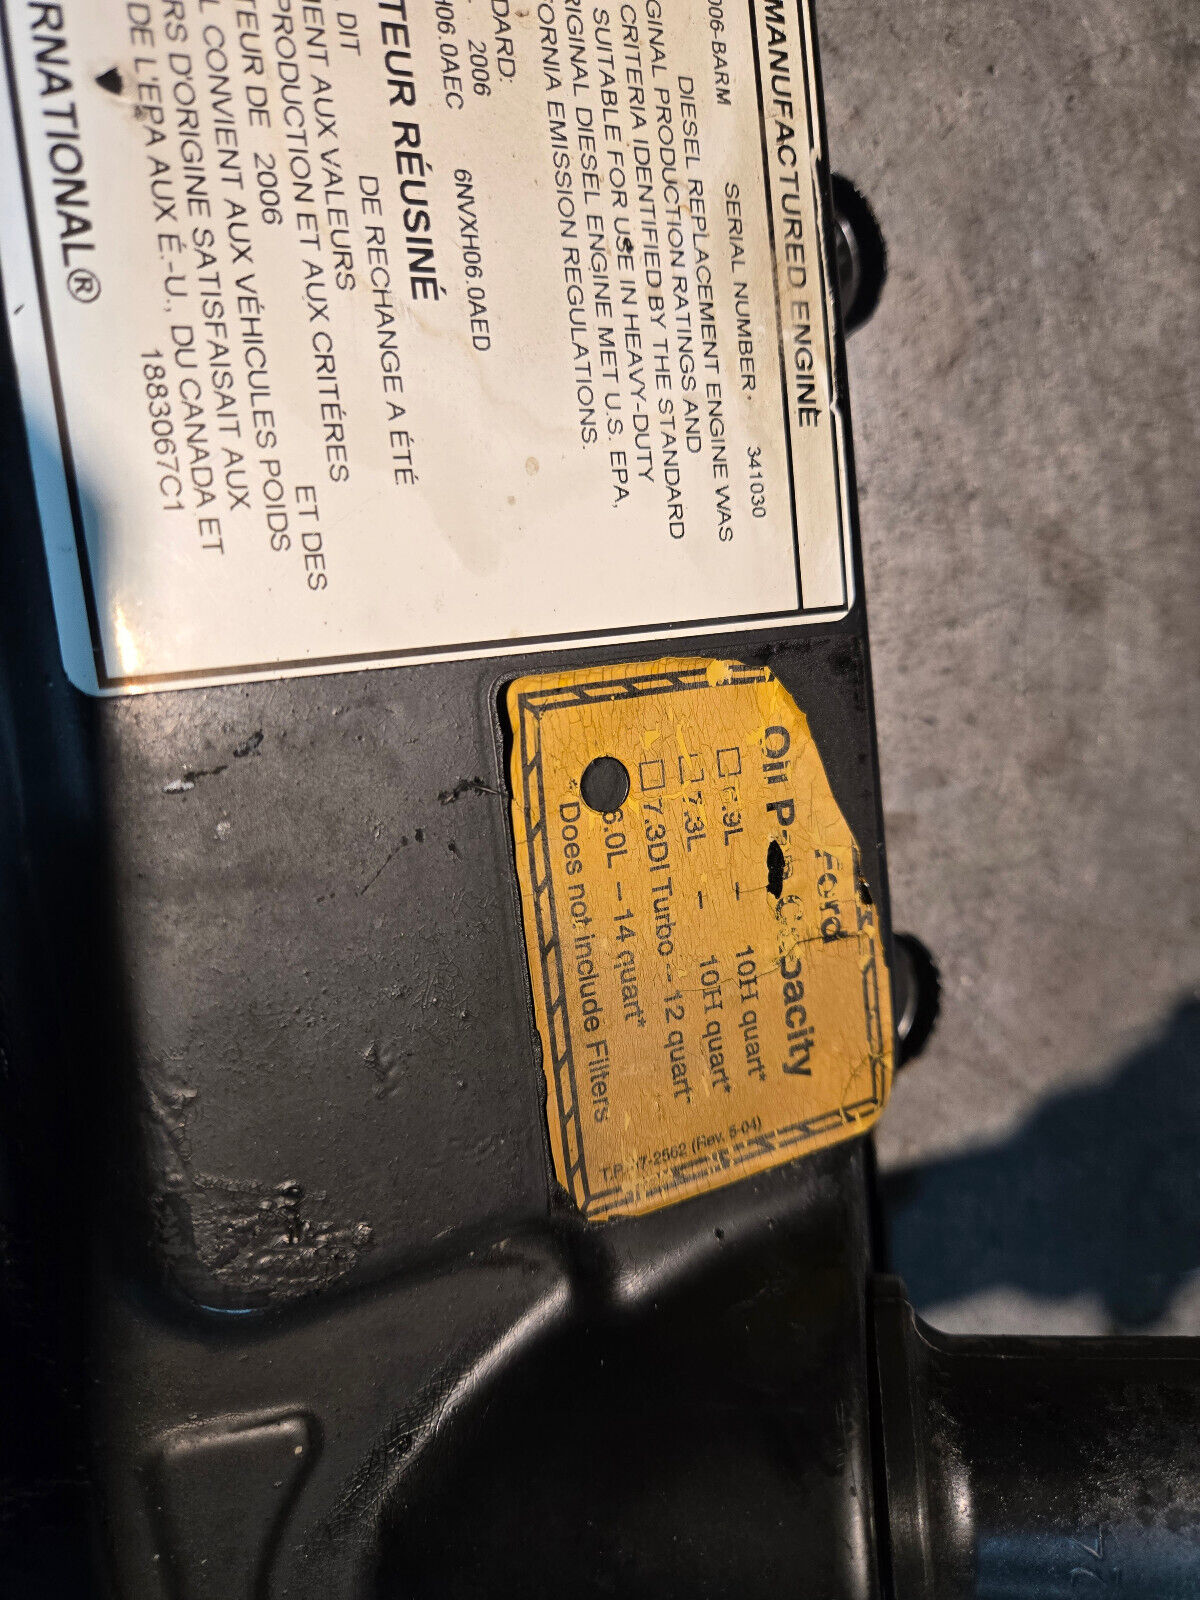 MANUFACTURED ENGINE
006-BARM SERIAL NUMBER. 341030
DIESEL REPLACEMENT ENGINE WAS
GINAL PRODUCTION RATINGS AND
CRITERIA IDENTIFIED BY THE STANDARD
SUITABLE FOR USE IN HEAVY-DUTY
RIGINAL DIESEL ENGINE MET U.S. EPA,
FORNIA EMISSION REGULATIONS.
DARD:
2006
H06.0AEC 6NVXH06.0AED
TEUR RÉUSINÉ
DE RECHANGE A ÉTÉ
DIT
MENT AUX VALEURS ET DES
PRODUCTION ET AUX CRITÉRES
TEUR DE 2006
L CONVIENT AUX VÉHICULES POIDS
RS D'ORIGINE SATISFAISAIT AUX
DE L'EPA AUX É.-U., DU CANADA ET
1883067C1
RNATIONAL®
Ford
Oil Pan Capacity
6.9L – 10H quart*
7.3L – 10H quart*
7.3DI Turbo – 12 quart*
6.0L – 14 quart*
* Does not include Filters
7-2562 (Rev. 5-04)